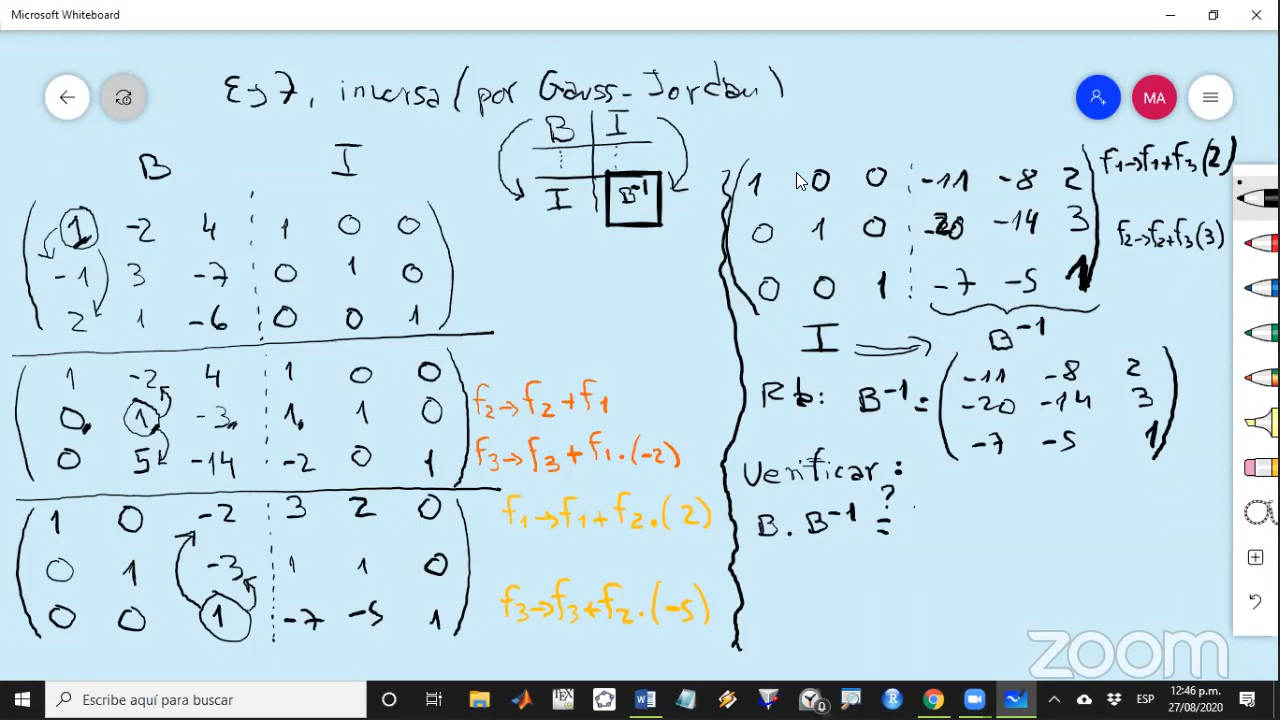 Microsoft Whiteboard
Ej 7, inversa (por Gauss-Jordan)
MA
B I
I B⁻¹
B I
1 -2 4 1 0 0
-1 3 -7 0 1 0
2 1 -6 0 0 1
1 -2 4 1 0 0
0 1 -3 1 1 0
0 5 -14 -2 0 1
f2→f2+f1
f3→f3+f1.(-2)
1 0 -2 3 2 0
0 1 -3 1 1 0
0 0 1 -7 -5 1
f1→f1+f2.(2)
f3→f3+f2.(-5)
1 0 0 -11 -8 2
0 1 0 -20 -14 3
0 0 1 -7 -5 1
f1→f1+f3(2)
f2→f2+f3(3)
I ⇒ B⁻¹
Rb: B⁻¹ =
-11 -8 2
-20 -14 3
-7 -5 1
Verificar:
?
B . B⁻¹ =
zoom
Escribe aquí para buscar
ESP
12:46 p.m.
27/08/2020